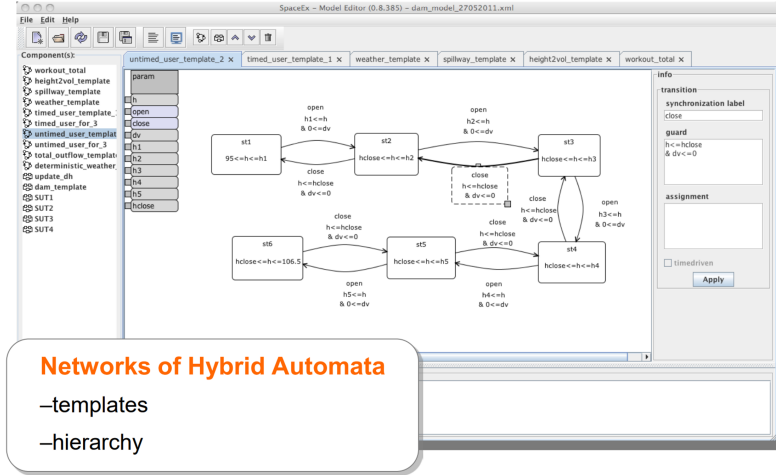 SpaceEx – Model Editor (0.8.385) – dam_model_27052011.xml
File Edit Help
Component(s):
workout_total
height2vol_template
spillway_template
weather_template
timed_user_template_
timed_user_for_3
untimed_user_templat
untimed_user_for_3
total_outflow_templat
deterministic_weather_
update_dh
dam_template
SUT1
SUT2
SUT3
SUT4
untimed_user_template_2 × timed_user_template_1 × weather_template × spillway_template × height2vol_template × workout_total ×
param
h
open
close
dv
h1
h2
h3
h4
h5
hclose
open
h1<=h
& 0<=dv
st1
95<=h<=h1
close
h<=hclose
& dv<=0
st2
hclose<=h<=h2
open
h2<=h
& 0<=dv
close
h<=hclose
& dv<=0
st3
hclose<=h<=h3
close
h<=hclose
& dv<=0
open
h3<=h
& 0<=dv
st4
hclose<=h<=h4
close
h<=hclose
& dv<=0
open
h4<=h
& 0<=dv
st5
hclose<=h<=h5
close
h<=hclose
& dv<=0
open
h5<=h
& 0<=dv
st6
hclose<=h<=106.5
info
transition
synchronization label
close
guard
h<=hclose
& dv<=0
assignment
timedriven
Apply
Networks of Hybrid Automata
–templates
–hierarchy